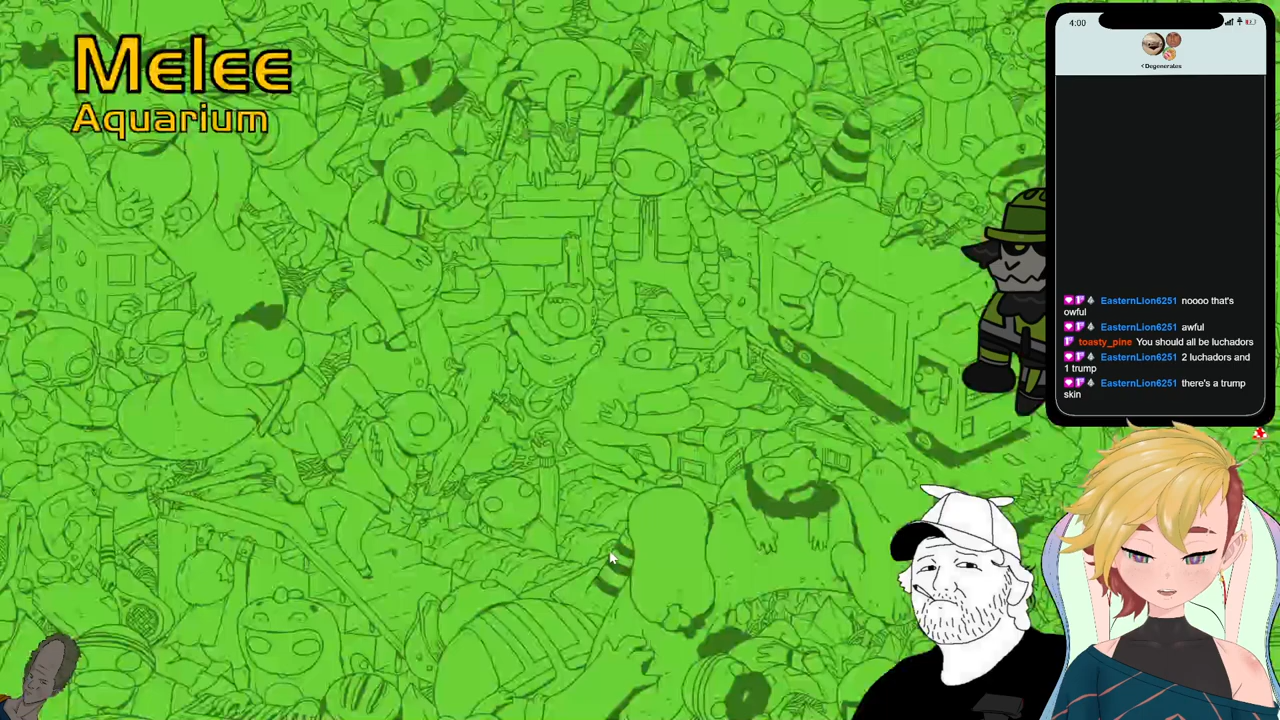 Melee
Aquarium
4:00
< Degenerates
EasternLion6251 noooo that's
owful
EasternLion6251 awful
toasty_pine You should all be luchadors
EasternLion6251 2 luchadors and
1 trump
EasternLion6251 there's a trump
skin